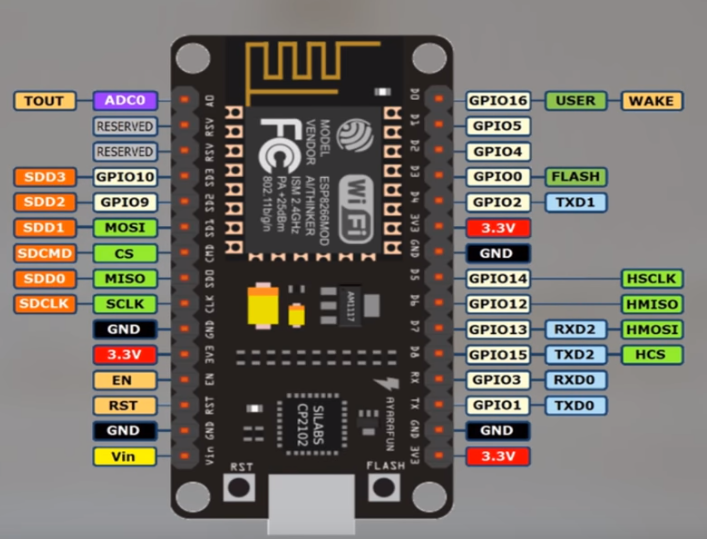 TOUT ADC0 A0 D0 GPIO16 USER WAKE
RESERVED RSV D1 GPIO5
RESERVED RSV D2 GPIO4
SDD3 GPIO10 SD3 D3 GPIO0 FLASH
SDD2 GPIO9 SD2 D4 GPIO2 TXD1
SDD1 MOSI SD1 3V3 3.3V
SDCMD CS CMD GND GND
SDD0 MISO SD0 D5 GPIO14 HSCLK
SDCLK SCLK CLK D6 GPIO12 HMISO
GND GND D7 GPIO13 RXD2 HMOSI
3.3V 3V3 D8 GPIO15 TXD2 HCS
EN EN RX GPIO3 RXD0
RST RST TX GPIO1 TXD0
GND GND GND GND
Vin Vin 3V3 3.3V
MODEL ESP8266MOD
VENDOR AI/THINKER
ISM 2.4GHz
PA +25dBm
802.11b/g/n
FC
Wi Fi
AM1117
SILABS
CP2102
AYARAFUN
RST
FLASH